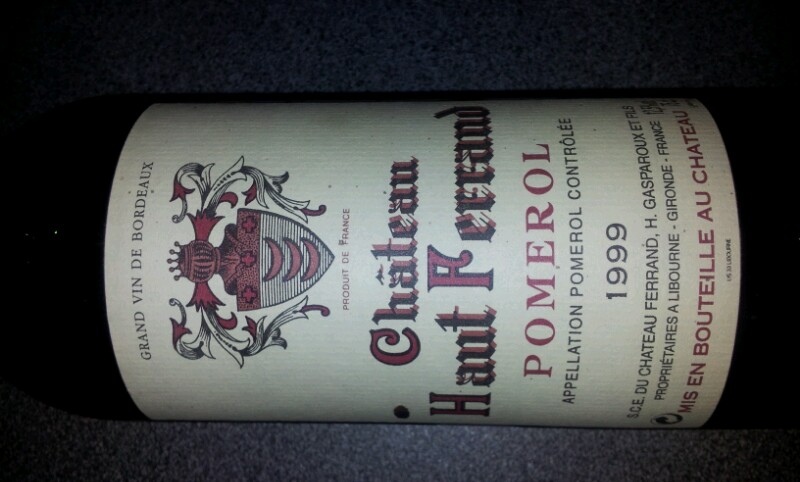 GRAND VIN DE BORDEAUX
PRODUIT DE FRANCE
Château
Haut Ferrand
POMEROL
APPELLATION POMEROL CONTRÔLÉE
1999
S.C.E. DU CHATEAU FERRAND, H. GASPAROUX ET FILS
PROPRIÉTAIRES A LIBOURNE - GIRONDE - FRANCE
MIS EN BOUTEILLE AU CHATEAU